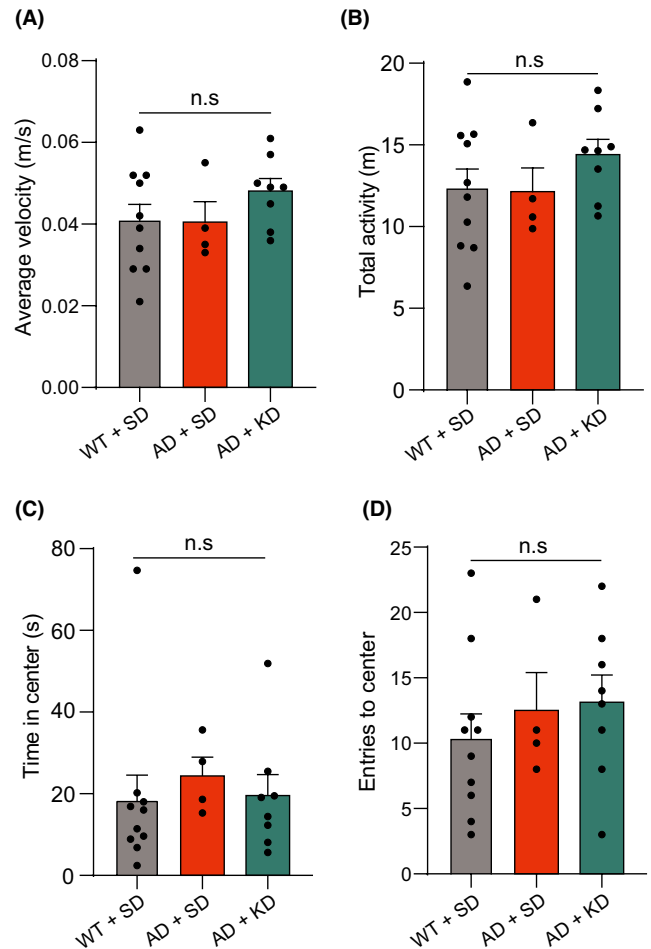 (A)
Average velocity (m/s)
0.08
0.06
0.04
0.02
0.00
n.s
WT + SD
AD + SD
AD + KD
(B)
Total activity (m)
20
15
10
5
0
n.s
WT + SD
AD + SD
AD + KD
(C)
Time in center (s)
80
60
40
20
0
n.s
WT + SD
AD + SD
AD + KD
(D)
Entries to center
25
20
15
10
5
0
n.s
WT + SD
AD + SD
AD + KD